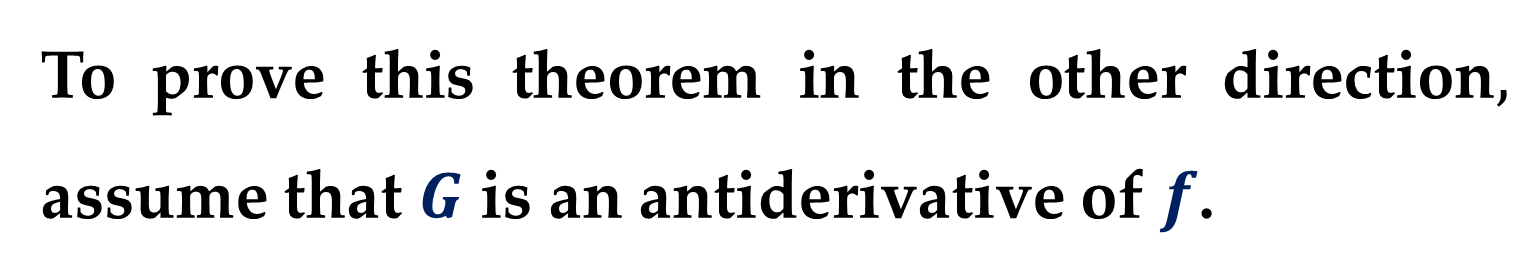 To prove this theorem in the other direction,
assume that G is an antiderivative of f.